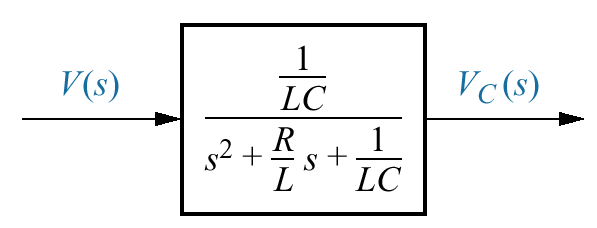 V(s)
1
LC
s² + R/L s + 1/LC
V_C(s)